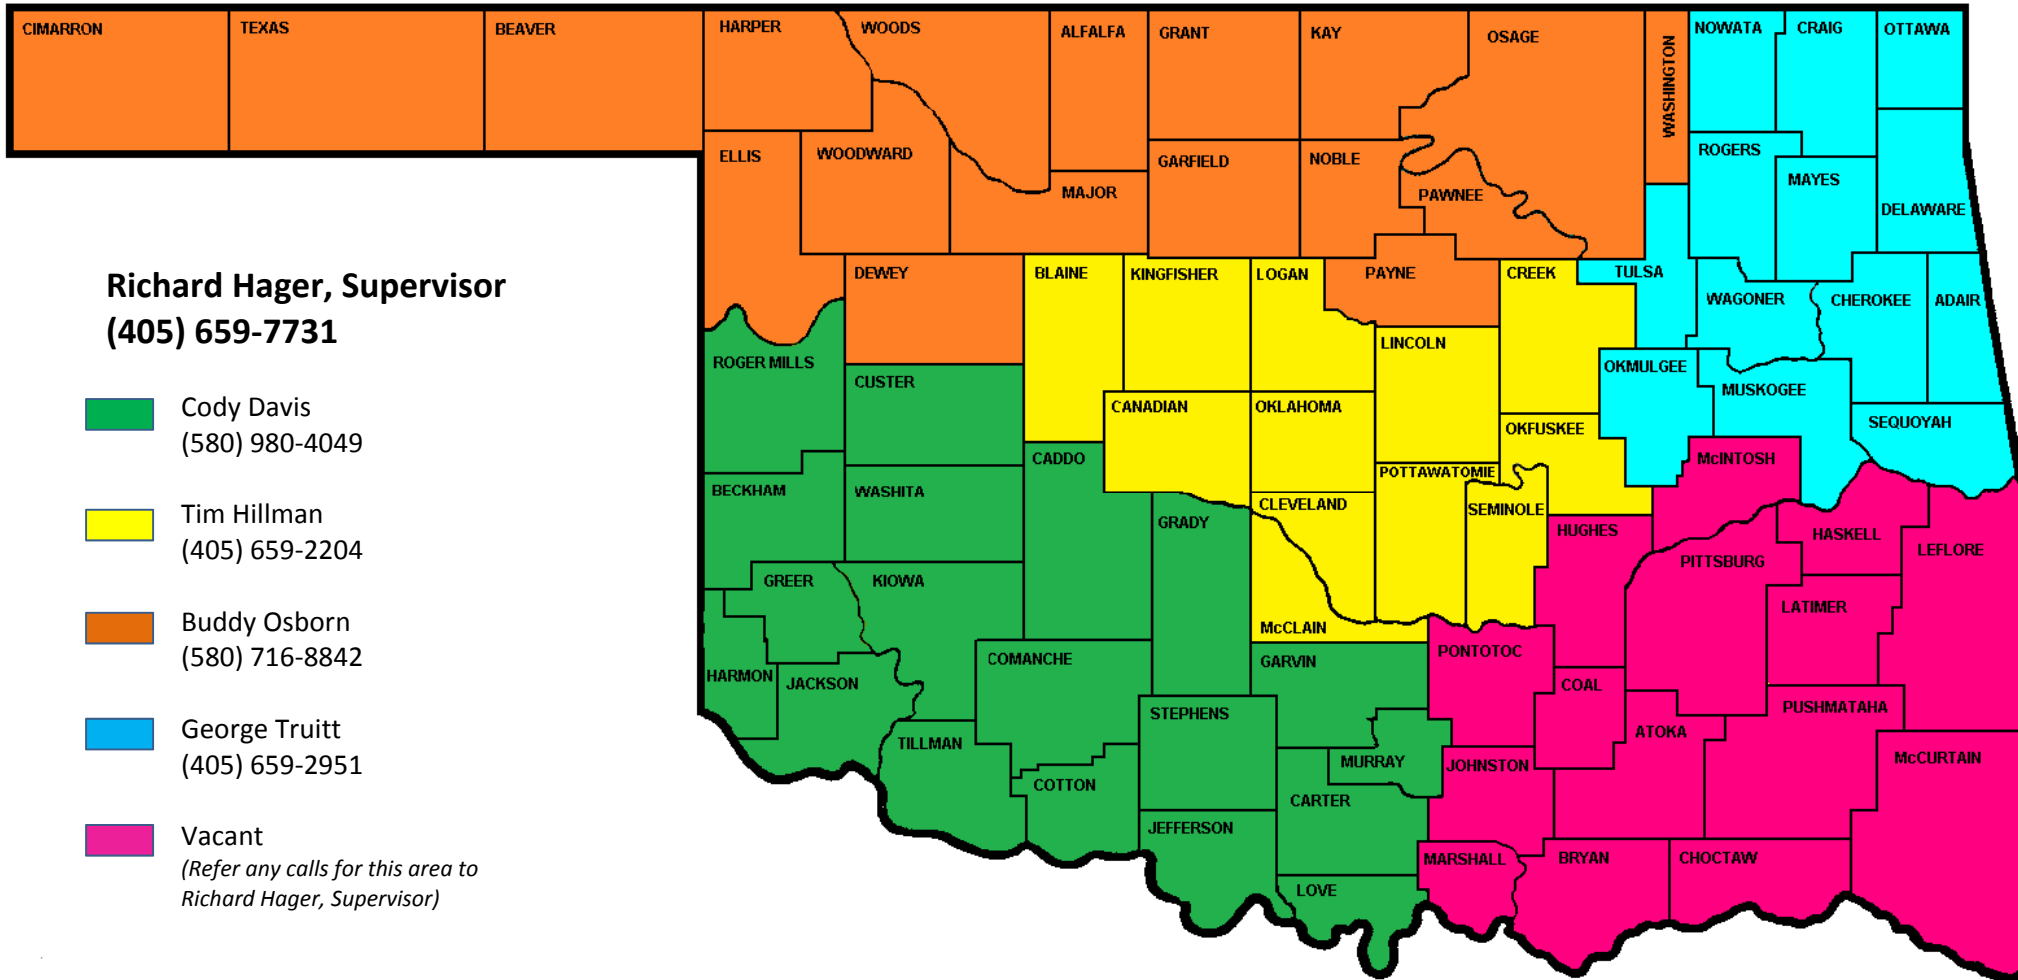 CIMARRON
TEXAS
BEAVER
HARPER
WOODS
ALFALFA
GRANT
KAY
OSAGE
WASHINGTON
NOWATA
CRAIG
OTTAWA
ELLIS
WOODWARD
MAJOR
GARFIELD
NOBLE
PAWNEE
ROGERS
MAYES
DELAWARE
DEWEY
BLAINE
KINGFISHER
LOGAN
PAYNE
CREEK
TULSA
WAGONER
CHEROKEE
ADAIR
Richard Hager, Supervisor
(405) 659-7731
ROGER MILLS
CUSTER
LINCOLN
OKMULGEE
MUSKOGEE
SEQUOYAH
CANADIAN
OKLAHOMA
OKFUSKEE
Cody Davis
(580) 980-4049
CADDO
McINTOSH
BECKHAM
WASHITA
POTTAWATOMIE
GRADY
CLEVELAND
SEMINOLE
HUGHES
HASKELL
LEFLORE
PITTSBURG
Tim Hillman
(405) 659-2204
GREER
KIOWA
LATIMER
McCLAIN
Buddy Osborn
(580) 716-8842
HARMON
JACKSON
COMANCHE
GARVIN
PONTOTOC
COAL
PUSHMATAHA
STEPHENS
ATOKA
George Truitt
(405) 659-2951
TILLMAN
COTTON
MURRAY
JOHNSTON
McCURTAIN
CARTER
JEFFERSON
Vacant
(Refer any calls for this area to
Richard Hager, Supervisor)
LOVE
MARSHALL
BRYAN
CHOCTAW